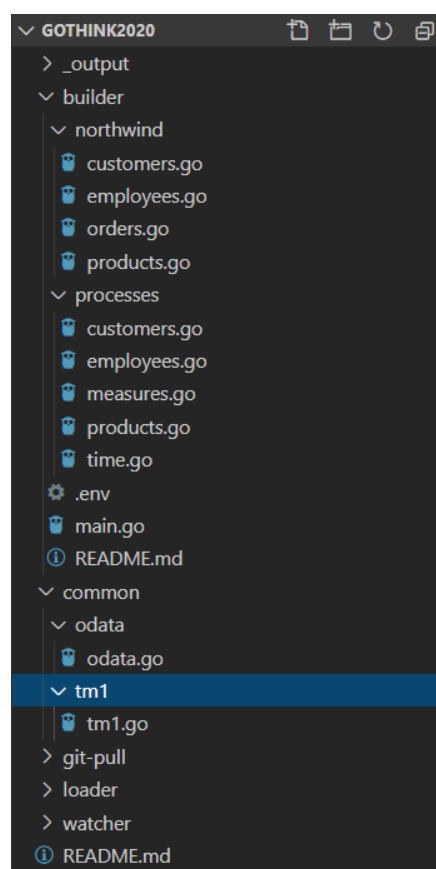 GOTHINK2020
_output
builder
northwind
customers.go
employees.go
orders.go
products.go
processes
customers.go
employees.go
measures.go
products.go
time.go
.env
main.go
README.md
common
odata
odata.go
tm1
tm1.go
git-pull
loader
watcher
README.md